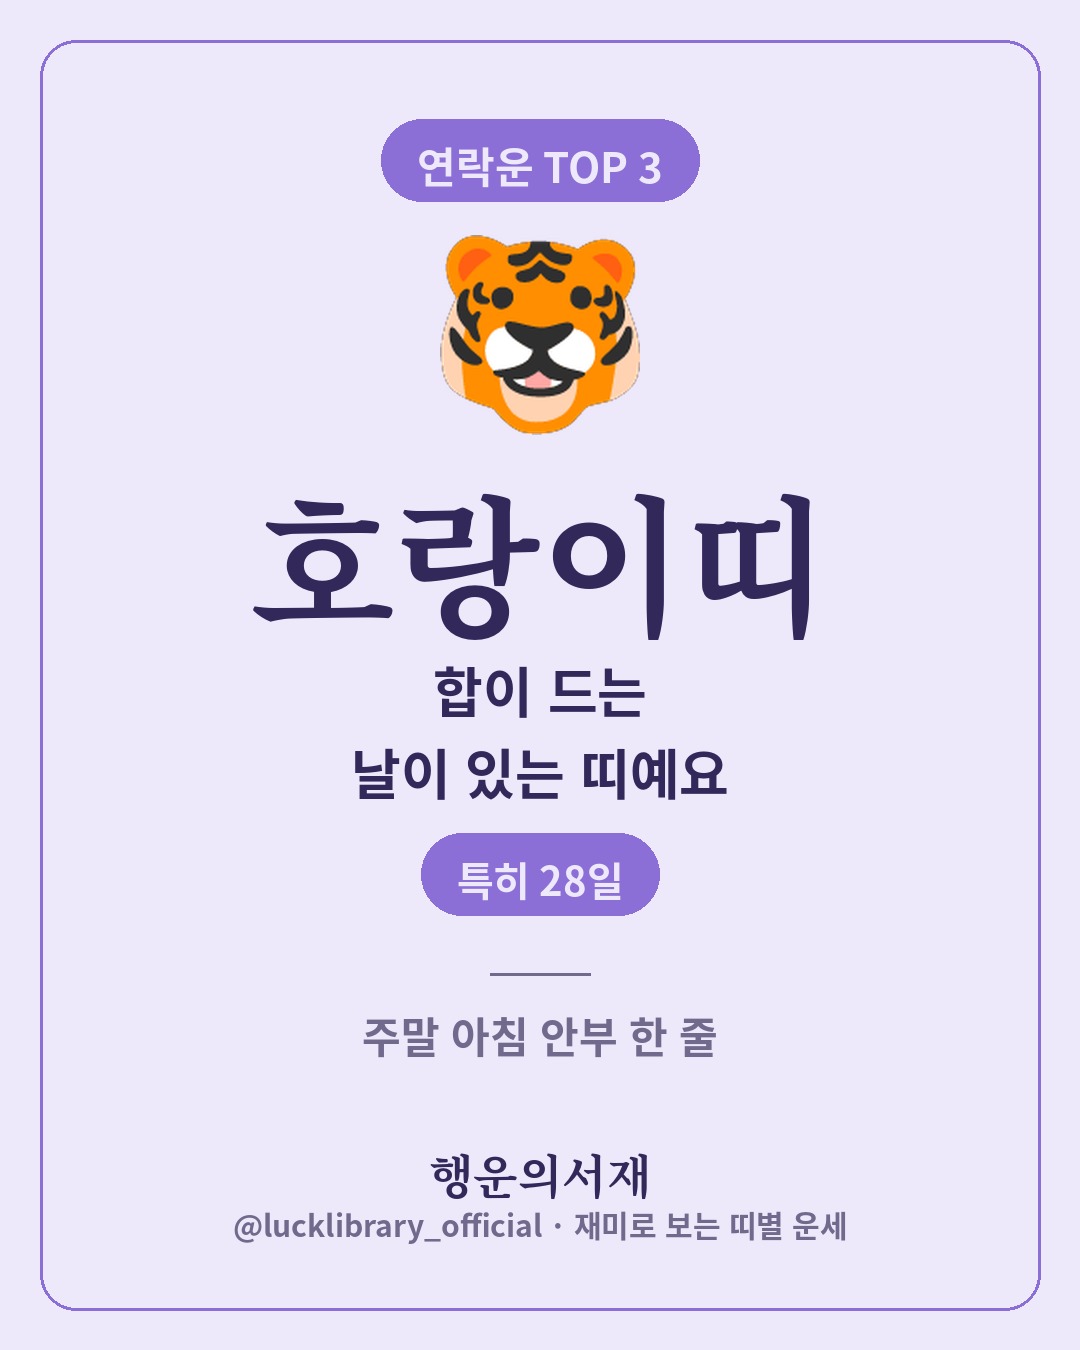 연락운 TOP 3
호랑이띠
합이 드는
날이 있는 띠예요
특히 28일
주말 아침 안부 한 줄
행운의서재
@lucklibrary_official · 재미로 보는 띠별 운세